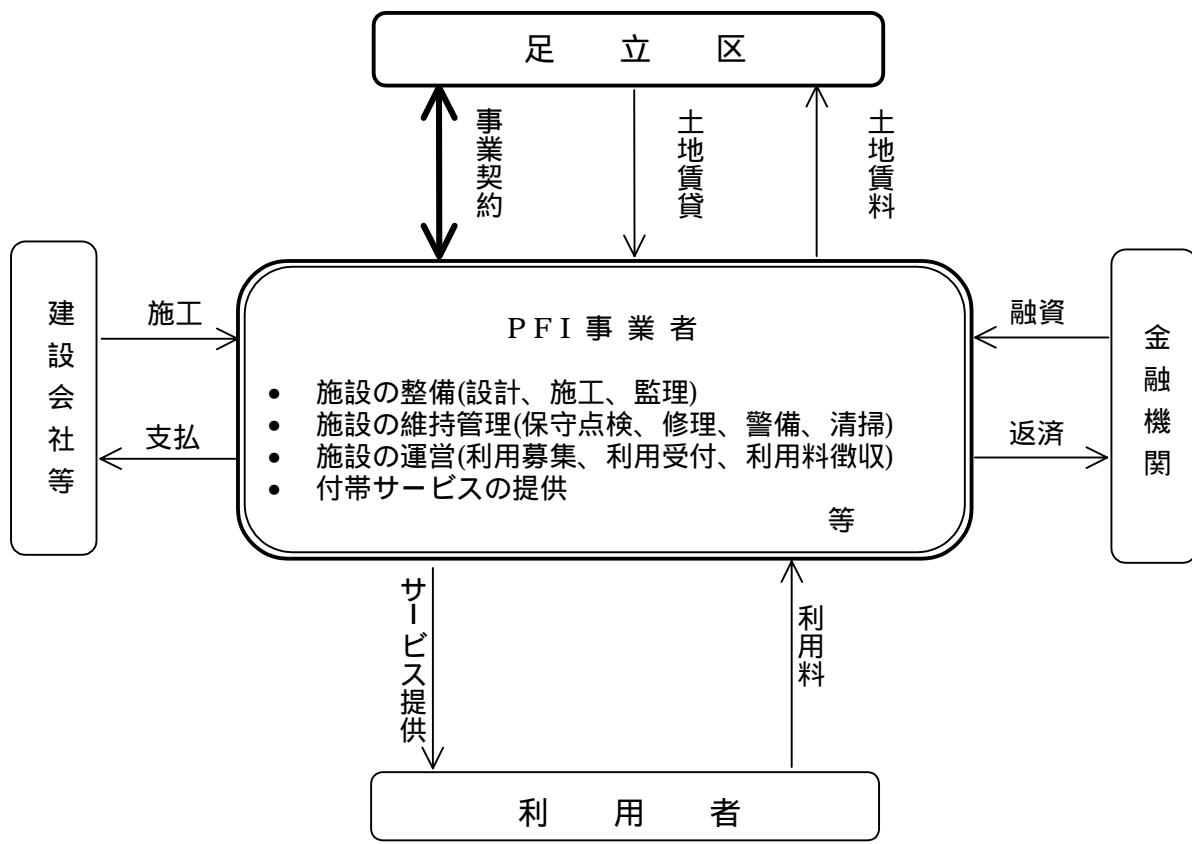 足立区
事業契約
土地賃貸
土地賃料
建設会社等
施工
支払
PFI事業者
• 施設の整備(設計、施工、監理)
• 施設の維持管理(保守点検、修理、警備、清掃)
• 施設の運営(利用募集、利用受付、利用料徴収)
• 付帯サービスの提供
等
融資
返済
金融機関
サービス提供
利用料
利用者